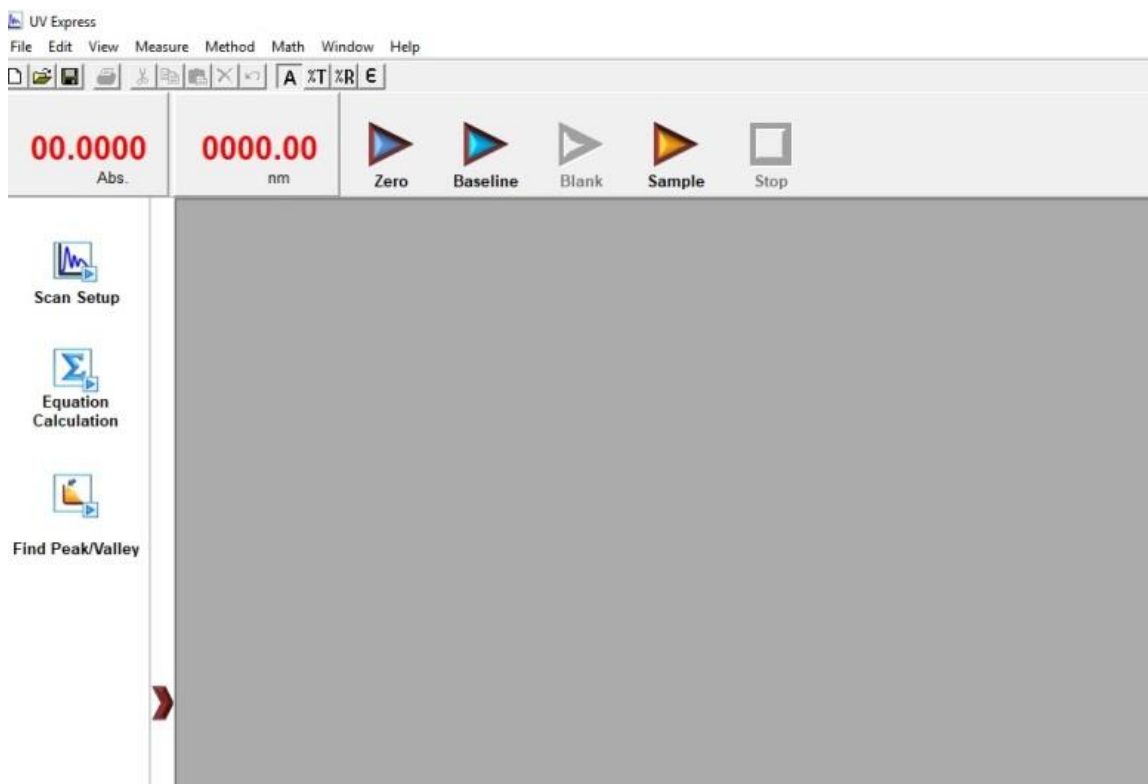 UV Express
File Edit View Measure Method Math Window Help
A %T %R Є
00.0000
Abs.
0000.00
nm
Zero Baseline Blank Sample Stop
Scan Setup
Equation
Calculation
Find Peak/Valley